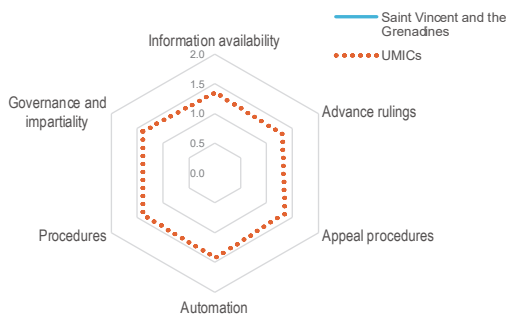 Saint Vincent and the
Grenadines
UMICs
Information availability
2.0
1.5
1.0
0.5
0.0
Governance and
impartiality
Advance rulings
Procedures
Appeal procedures
Automation